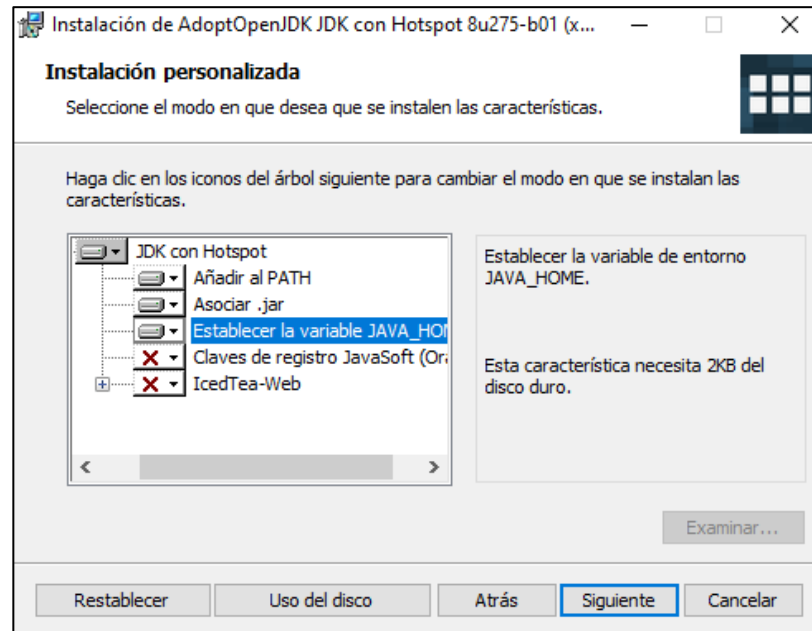 Instalación de AdoptOpenJDK JDK con Hotspot 8u275-b01 (x...
Instalación personalizada
Seleccione el modo en que desea que se instalen las características.
Haga clic en los iconos del árbol siguiente para cambiar el modo en que se instalan las
características.
JDK con Hotspot
Añadir al PATH
Asociar .jar
Establecer la variable JAVA_HO
Claves de registro JavaSoft (Or
IcedTea-Web
Establecer la variable de entorno
JAVA_HOME.
Esta característica necesita 2KB del
disco duro.
Examinar...
Restablecer
Uso del disco
Atrás
Siguiente
Cancelar